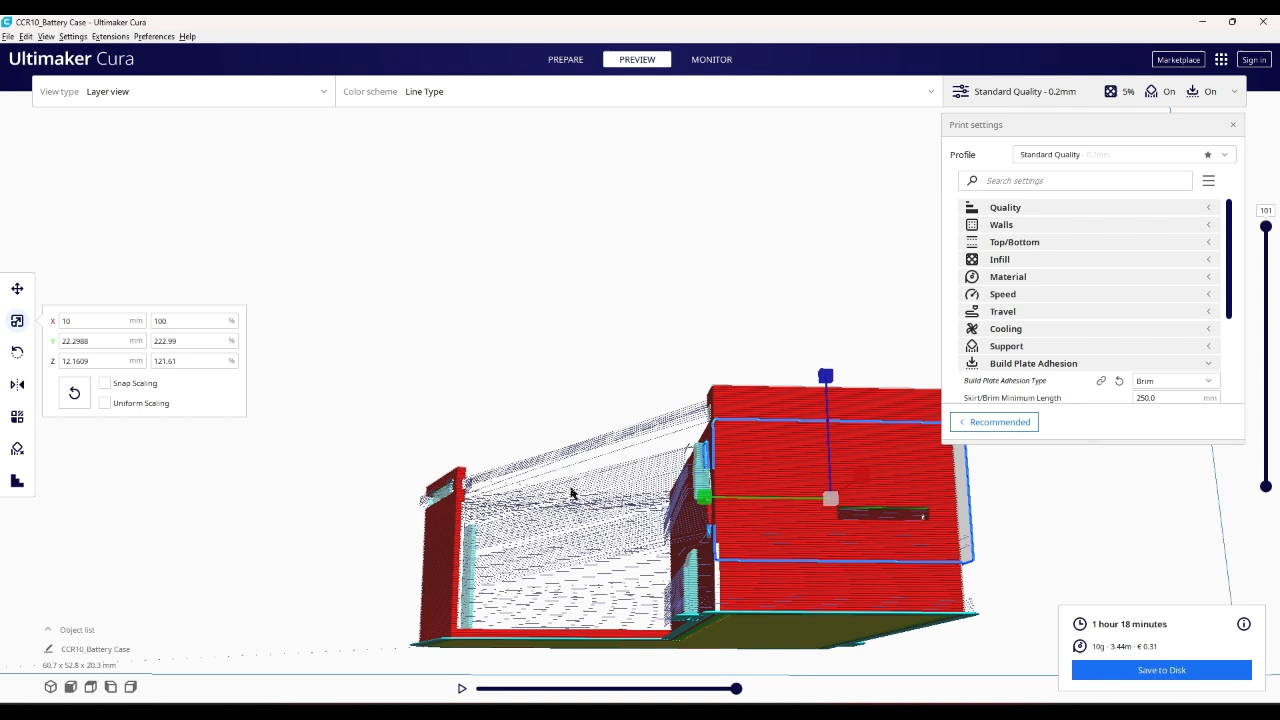 CCR10_Battery Case - Ultimaker Cura
File Edit View Settings Extensions Preferences Help
Ultimaker Cura
PREPARE
PREVIEW
MONITOR
Marketplace
Sign in
View type Layer view
Color scheme Line Type
Standard Quality - 0.2mm
5%
On
On
Print settings
Profile
Standard Quality - 0.2mm
Search settings
Quality
Walls
Top/Bottom
Infill
Material
Speed
Travel
Cooling
Support
Build Plate Adhesion
Build Plate Adhesion Type
Brim
Skirt/Brim Minimum Length
250.0 mm
Recommended
101
X 10 mm 100 %
Y 22.2988 mm 222.99 %
Z 12.1609 mm 121.61 %
Snap Scaling
Uniform Scaling
Object list
CCR10_Battery Case
60.7 x 52.8 x 20.3 mm
1 hour 18 minutes
10g · 3.44m · € 0.31
Save to Disk